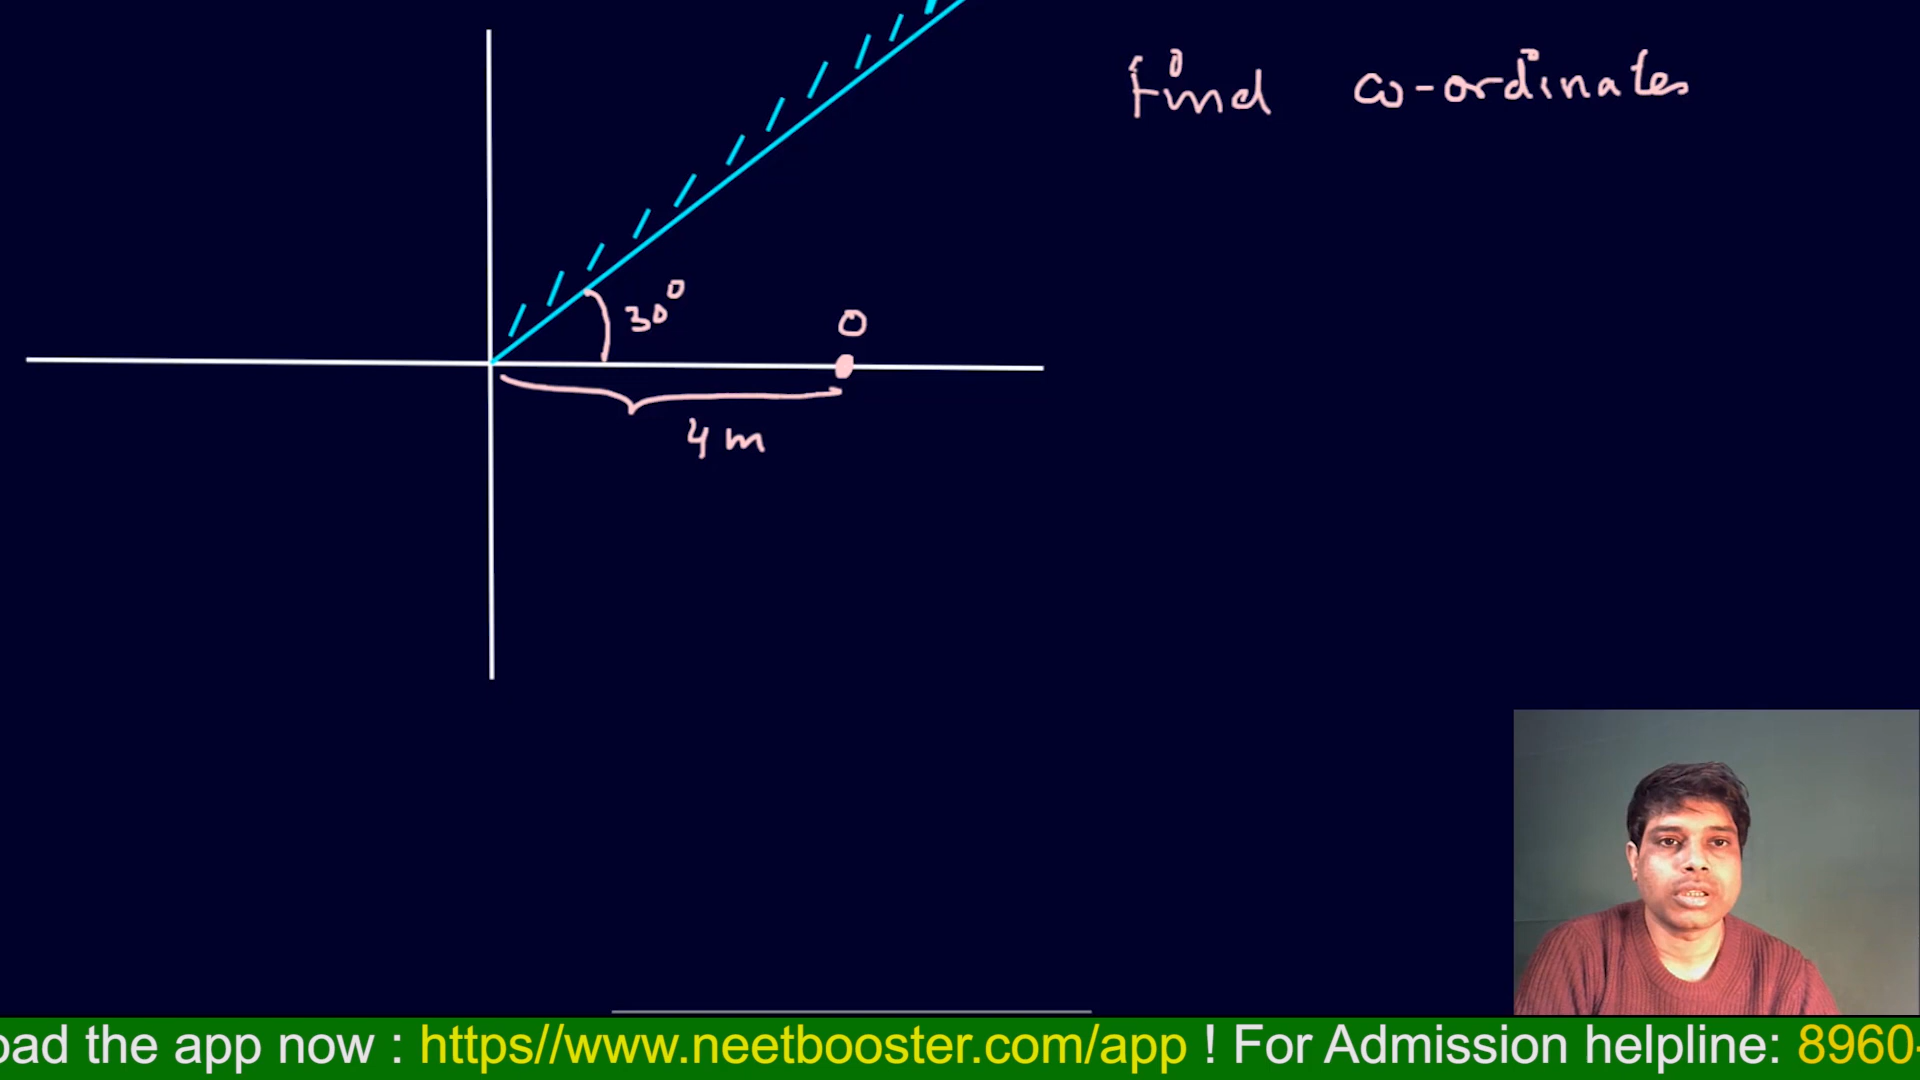 Find co-ordinates
30°
O
4 m
oad the app now : https//www.neetbooster.com/app ! For Admission helpline: 8960-